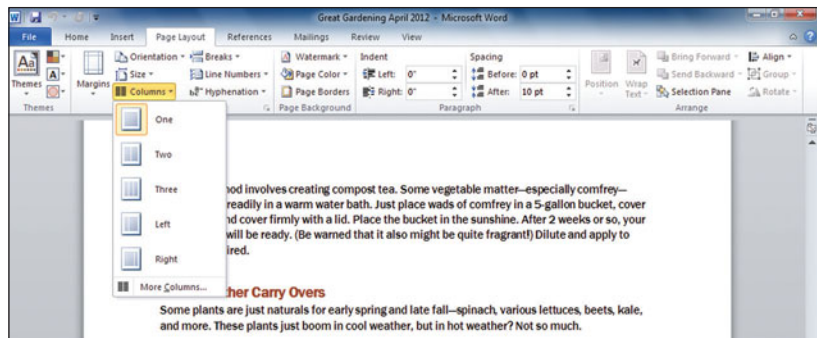 Great Gardening April 2012 - Microsoft Word
File Home Insert Page Layout References Mailings Review View
Themes
Themes
Margins
Orientation
Size
Columns
Breaks
Line Numbers
Hyphenation
Watermark
Page Color
Page Borders
Page Background
Indent
Left: 0"
Right: 0"
Spacing
Before: 0 pt
After: 10 pt
Paragraph
Position
Wrap Text
Bring Forward
Send Backward
Selection Pane
Align
Group
Rotate
Arrange
One
Two
Three
Left
Right
More Columns...
od involves creating compost tea. Some vegetable matter—especially comfrey—
readily in a warm water bath. Just place wads of comfrey in a 5-gallon bucket, cover
nd cover firmly with a lid. Place the bucket in the sunshine. After 2 weeks or so, your
will be ready. (Be warned that it also might be quite fragrant!) Dilute and apply to
ired.
ther Carry Overs
Some plants are just naturals for early spring and late fall—spinach, various lettuces, beets, kale,
and more. These plants just boom in cool weather, but in hot weather? Not so much.